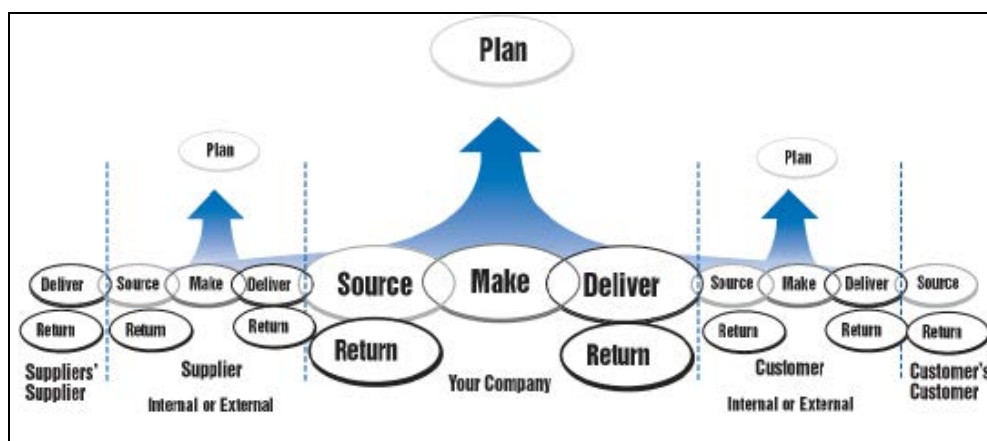 Plan
Plan
Plan
Deliver Source Make Deliver Source Make Deliver Source Make Deliver Source
Return Return Return Return Return Return Return Return
Suppliers' Supplier Your Company Customer Customer's
Supplier Customer
Internal or External Internal or External